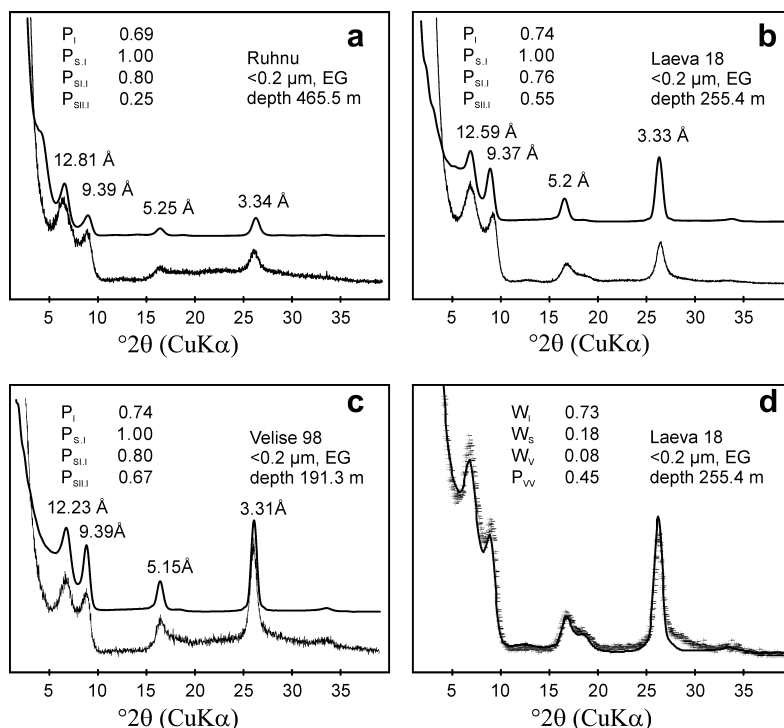 a
P_I 0.69
P_S.I 1.00
P_SI.I 0.80
P_SII.I 0.25
Ruhnu
<0.2 µm, EG
depth 465.5 m
12.81 Å
9.39 Å
5.25 Å
3.34 Å
5 10 15 20 25 30 35
°2θ (CuKα)
b
P_I 0.74
P_S.I 1.00
P_SI.I 0.76
P_SII.I 0.55
Laeva 18
<0.2 µm, EG
depth 255.4 m
12.59 Å
9.37 Å
5.2 Å
3.33 Å
5 10 15 20 25 30 35
°2θ (CuKα)
c
P_I 0.74
P_S.I 1.00
P_SI.I 0.80
P_SII.I 0.67
Velise 98
<0.2 µm, EG
depth 191.3 m
12.23 Å
9.39Å
5.15Å
3.31Å
5 10 15 20 25 30 35
°2θ (CuKα)
d
W_I 0.73
W_S 0.18
W_V 0.08
P_VV 0.45
Laeva 18
<0.2 µm, EG
depth 255.4 m
5 10 15 20 25 30 35
°2θ (CuKα)